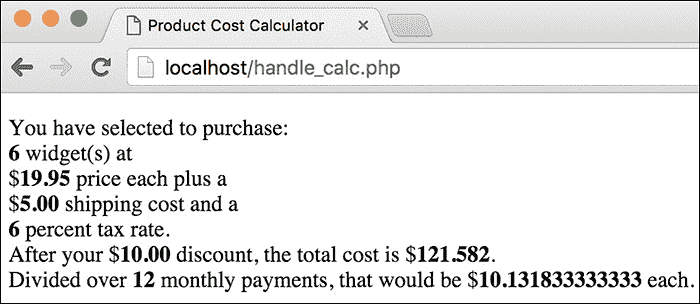 Product Cost Calculator
localhost/handle_calc.php
You have selected to purchase:
6 widget(s) at
$19.95 price each plus a
$5.00 shipping cost and a
6 percent tax rate.
After your $10.00 discount, the total cost is $121.582.
Divided over 12 monthly payments, that would be $10.131833333333 each.